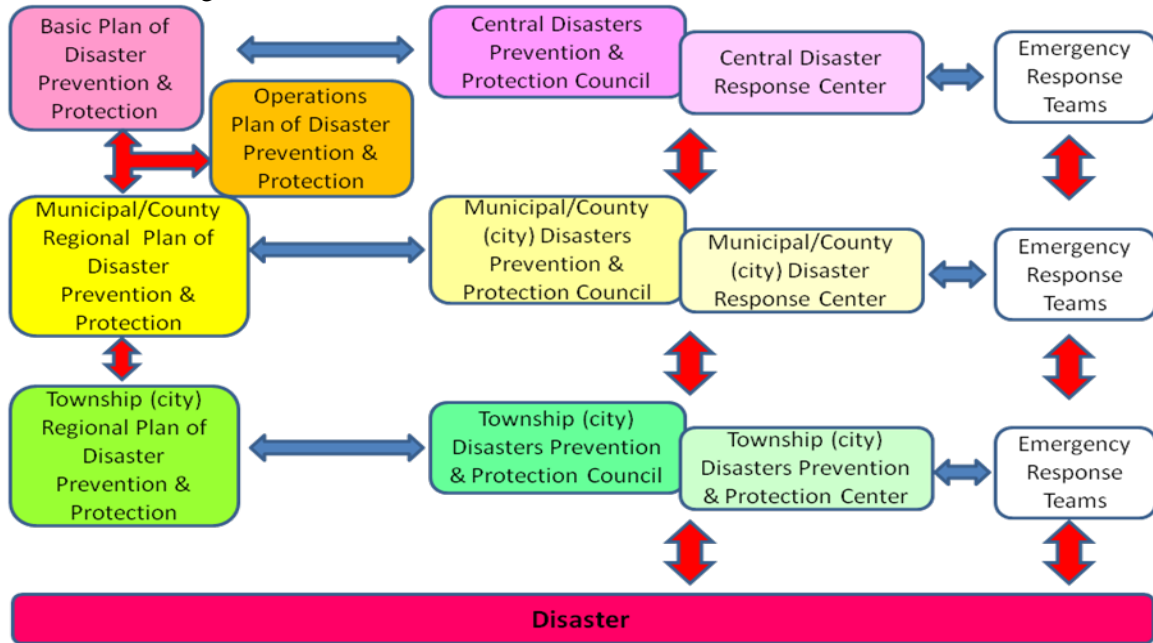 Basic Plan of
Disaster
Prevention &
Protection
Operations
Plan of Disaster
Prevention &
Protection
Central Disasters
Prevention &
Protection Council
Central Disaster
Response Center
Emergency
Response
Teams
Municipal/County
Regional Plan of
Disaster
Prevention &
Protection
Municipal/County
(city) Disasters
Prevention &
Protection Council
Municipal/County
(city) Disaster
Response Center
Emergency
Response
Teams
Township (city)
Regional Plan of
Disaster
Prevention &
Protection
Township (city)
Disasters Prevention
& Protection Council
Township (city)
Disasters Prevention
& Protection Center
Emergency
Response
Teams
Disaster